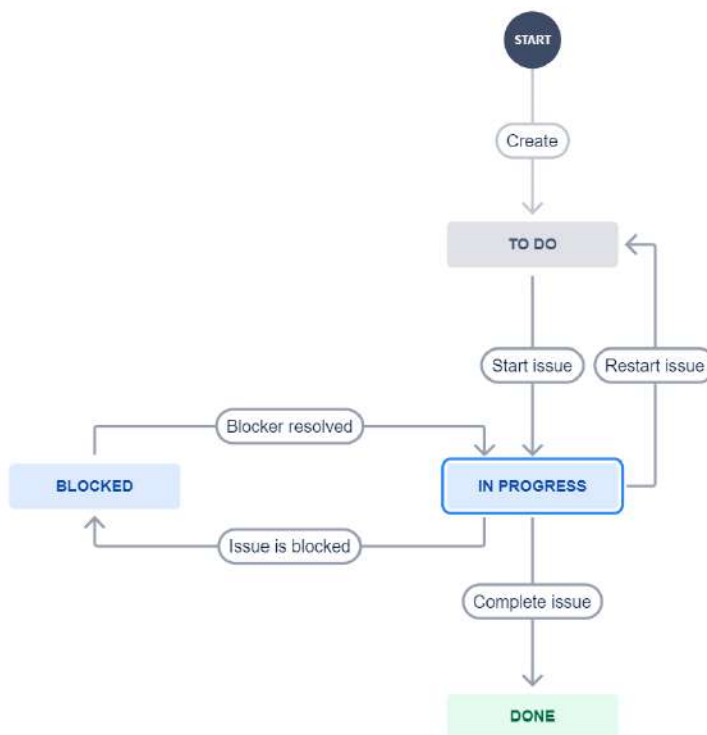 START
Create
TO DO
Start issue
Restart issue
Blocker resolved
BLOCKED
IN PROGRESS
Issue is blocked
Complete issue
DONE